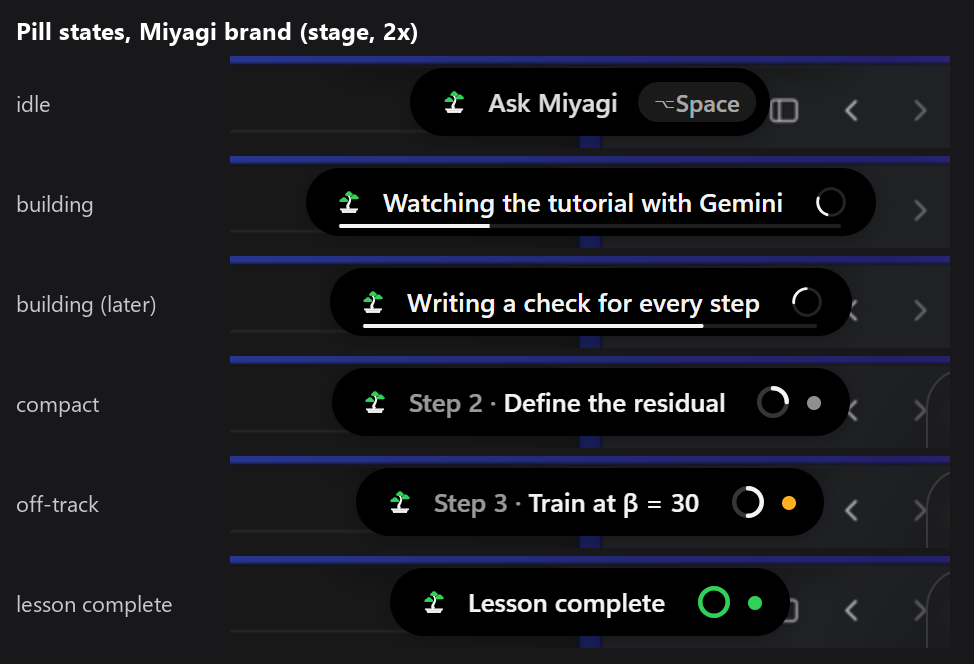 Pill states, Miyagi brand (stage, 2x)
idle
Ask Miyagi ⌥Space
building
Watching the tutorial with Gemini
building (later)
Writing a check for every step
compact
Step 2 · Define the residual
off-track
Step 3 · Train at β = 30
lesson complete
Lesson complete